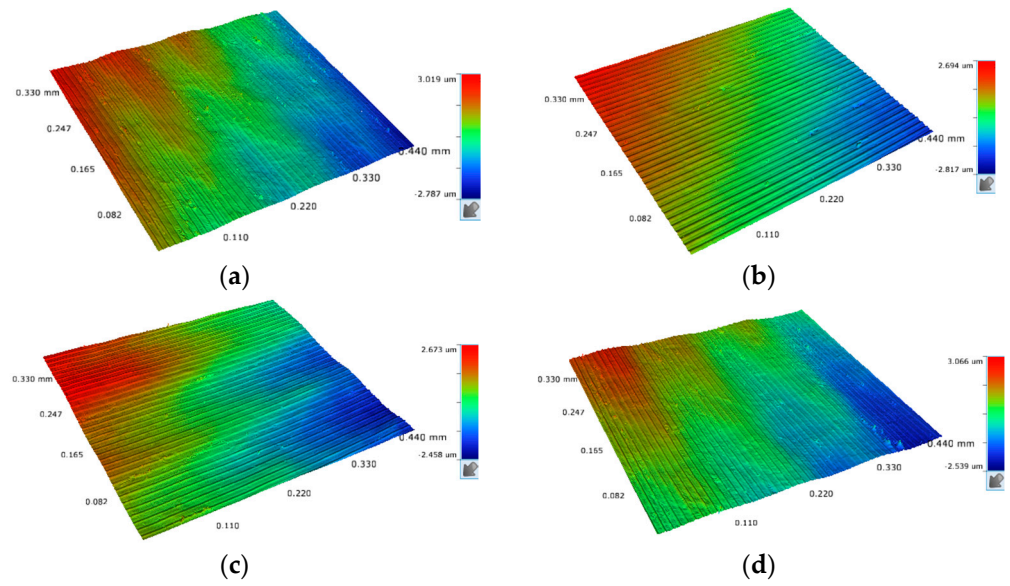 3.019 um
0.330 mm
0.247
0.165
0.082
0.440 mm
0.330
0.220
0.110
-2.787 um
(a)
2.694 um
0.330 mm
0.247
0.165
0.082
0.440 mm
0.330
0.220
0.110
-2.817 um
(b)
2.673 um
0.330 mm
0.247
0.165
0.082
0.440 mm
0.330
0.220
0.110
-2.458 um
(c)
3.066 um
0.330 mm
0.247
0.165
0.082
0.440 mm
0.330
0.220
0.110
-2.539 um
(d)